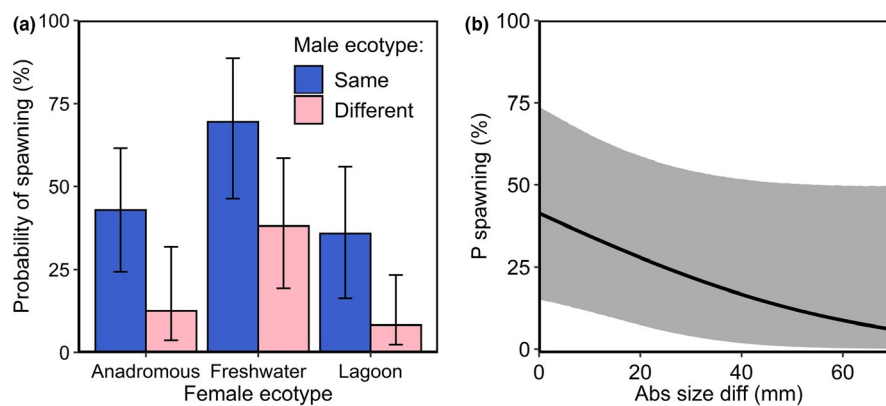 (a)
100
75
50
25
0
Probability of spawning (%)
Male ecotype:
Same
Different
Anadromous Freshwater Lagoon
Female ecotype
(b)
100
75
50
25
0
P spawning (%)
0 20 40 60
Abs size diff (mm)